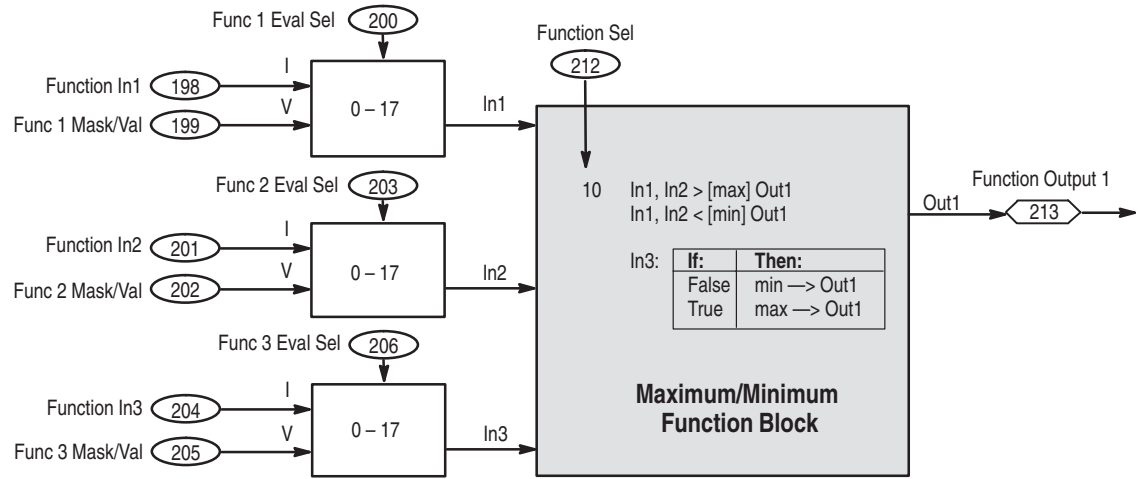 Func 1 Eval Sel 200
Function Sel
212
Function In1 198 I
Func 1 Mask/Val 199 V
0 – 17
In1
Func 2 Eval Sel 203
10 In1, In2 > [max] Out1
In1, In2 < [min] Out1
Function Output 1
Out1
213
Function In2 201 I
Func 2 Mask/Val 202 V
0 – 17
In2
In3: If: Then:
False min —> Out1
True max —> Out1
Func 3 Eval Sel 206
Function In3 204 I
Func 3 Mask/Val 205 V
0 – 17
In3
Maximum/Minimum
Function Block